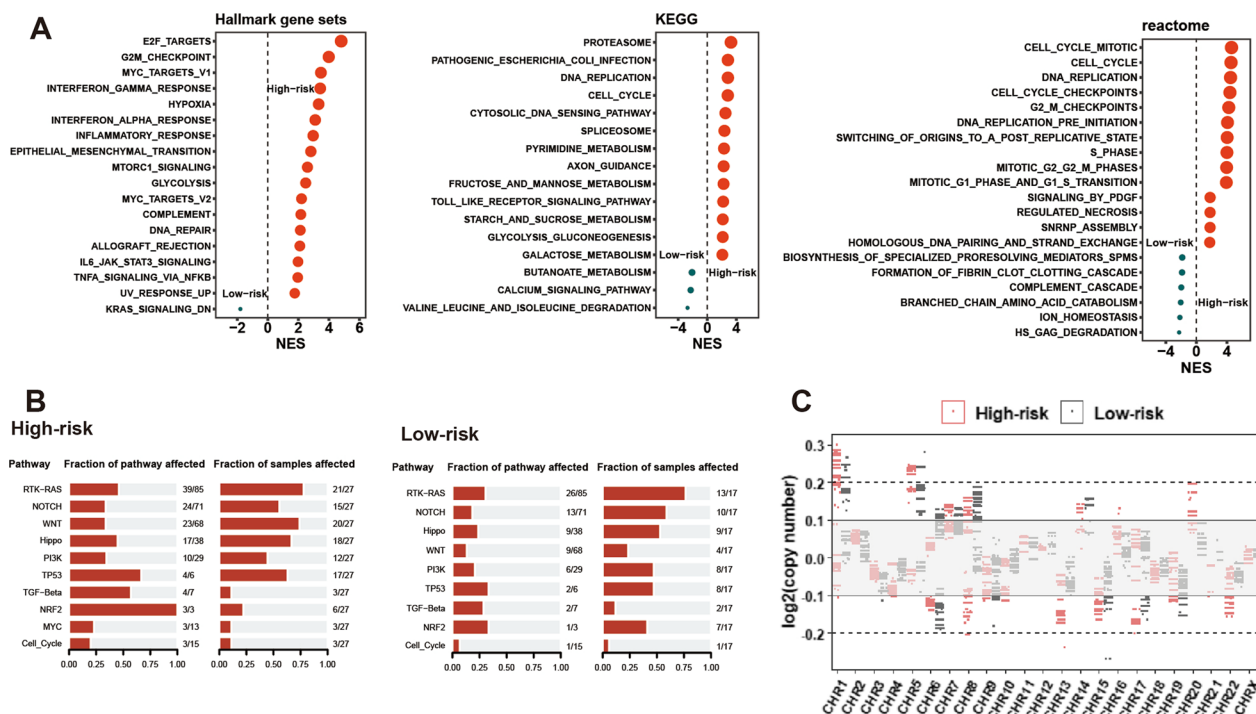 A
Hallmark gene sets
E2F_TARGETS
G2M_CHECKPOINT
MYC_TARGETS_V1
INTERFERON_GAMMA_RESPONSE
High-risk
HYPOXIA
INTERFERON_ALPHA_RESPONSE
INFLAMMATORY_RESPONSE
EPITHELIAL_MESENCHYMAL_TRANSITION
MTORC1_SIGNALING
GLYCOLYSIS
MYC_TARGETS_V2
COMPLEMENT
DNA_REPAIR
ALLOGRAFT_REJECTION
IL6_JAK_STAT3_SIGNALING
TNFA_SIGNALING_VIA_NFKB
UV_RESPONSE_UP
Low-risk
KRAS_SIGNALING_DN
−2 0 2 4 6
NES
KEGG
PROTEASOME
PATHOGENIC_ESCHERICHIA_COLI_INFECTION
DNA_REPLICATION
CELL_CYCLE
CYTOSOLIC_DNA_SENSING_PATHWAY
SPLICEOSOME
PYRIMIDINE_METABOLISM
AXON_GUIDANCE
FRUCTOSE_AND_MANNOSE_METABOLISM
TOLL_LIKE_RECEPTOR_SIGNALING_PATHWAY
STARCH_AND_SUCROSE_METABOLISM
GLYCOLYSIS_GLUCONEOGENESIS
GALACTOSE_METABOLISM
Low-risk
BUTANOATE_METABOLISM
High-risk
CALCIUM_SIGNALING_PATHWAY
VALINE_LEUCINE_AND_ISOLEUCINE_DEGRADATION
−4 0 4
NES
reactome
CELL_CYCLE_MITOTIC
CELL_CYCLE
DNA_REPLICATION
CELL_CYCLE_CHECKPOINTS
G2_M_CHECKPOINTS
DNA_REPLICATION_PRE_INITIATION
SWITCHING_OF_ORIGINS_TO_A_POST_REPLICATIVE_STATE
S_PHASE
MITOTIC_G2_G2_M_PHASES
MITOTIC_G1_PHASE_AND_G1_S_TRANSITION
SIGNALING_BY_PDGF
REGULATED_NECROSIS
SNRNP_ASSEMBLY
HOMOLOGOUS_DNA_PAIRING_AND_STRAND_EXCHANGE
Low-risk
BIOSYNTHESIS_OF_SPECIALIZED_PRORESOLVING_MEDIATORS_SPMS
FORMATION_OF_FIBRIN_CLOT_CLOTTING_CASCADE
COMPLEMENT_CASCADE
BRANCHED_CHAIN_AMINO_ACID_CATABOLISM
High-risk
ION_HOMEOSTASIS
HS_GAG_DEGRADATION
−4 0 4
NES
B
High-risk
Pathway Fraction of pathway affected Fraction of samples affected
RTK−RAS 39/85 21/27
NOTCH 24/71 15/27
WNT 23/68 20/27
Hippo 17/38 18/27
PI3K 10/29 12/27
TP53 4/6 17/27
TGF−Beta 4/7 3/27
NRF2 3/3 6/27
MYC 3/13 3/27
Cell_Cycle 3/15 3/27
0.00 0.25 0.50 0.75 1.00 0.00 0.25 0.50 0.75 1.00
Low-risk
Pathway Fraction of pathway affected Fraction of samples affected
RTK−RAS 26/85 13/17
NOTCH 13/71 10/17
Hippo 9/38 9/17
WNT 9/68 4/17
PI3K 6/29 8/17
TP53 2/6 8/17
TGF−Beta 2/7 2/17
NRF2 1/3 7/17
Cell_Cycle 1/15 1/17
0.00 0.25 0.50 0.75 1.00 0.00 0.25 0.50 0.75 1.00
C
High-risk Low-risk
log2(copy number)
0.3
0.2
0.1
0.0
-0.1
-0.2
CHR1 CHR2 CHR3 CHR4 CHR5 CHR6 CHR7 CHR8 CHR9 CHR10 CHR11 CHR12 CHR13 CHR14 CHR15 CHR16 CHR17 CHR18 CHR19 CHR20 CHR21 CHR22 CHRX